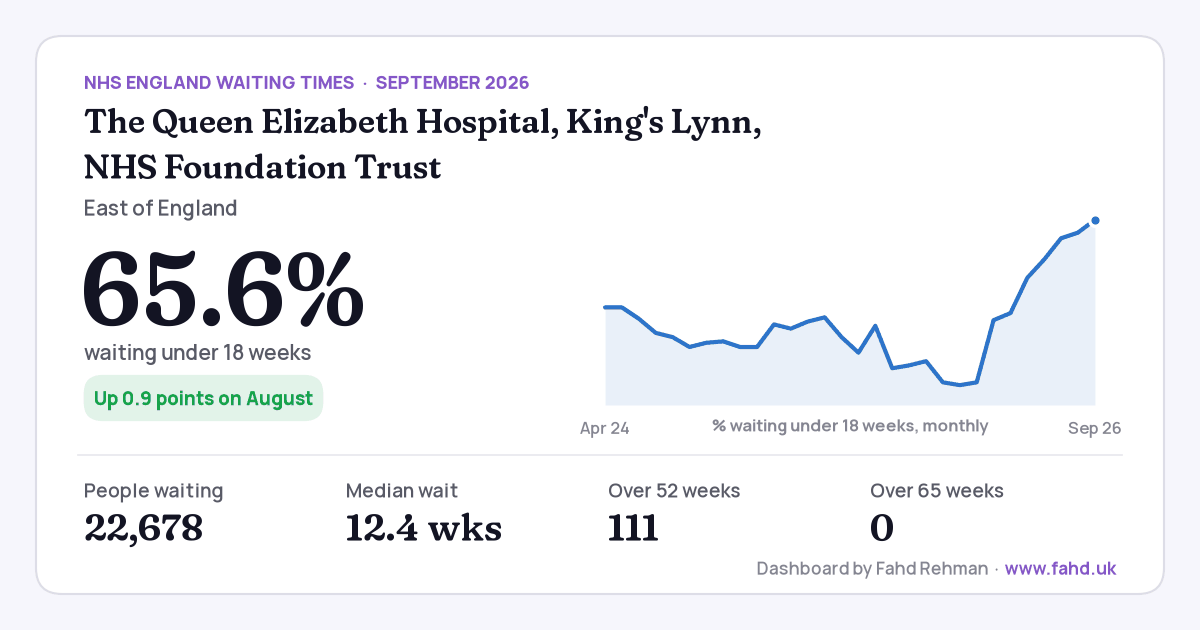 NHS ENGLAND WAITING TIMES · SEPTEMBER 2026
The Queen Elizabeth Hospital, King's Lynn,
NHS Foundation Trust
East of England
65.6%
waiting under 18 weeks
Up 0.9 points on August
Apr 24
% waiting under 18 weeks, monthly
Sep 26
People waiting
22,678
Median wait
12.4 wks
Over 52 weeks
111
Over 65 weeks
0
Dashboard by Fahd Rehman · www.fahd.uk